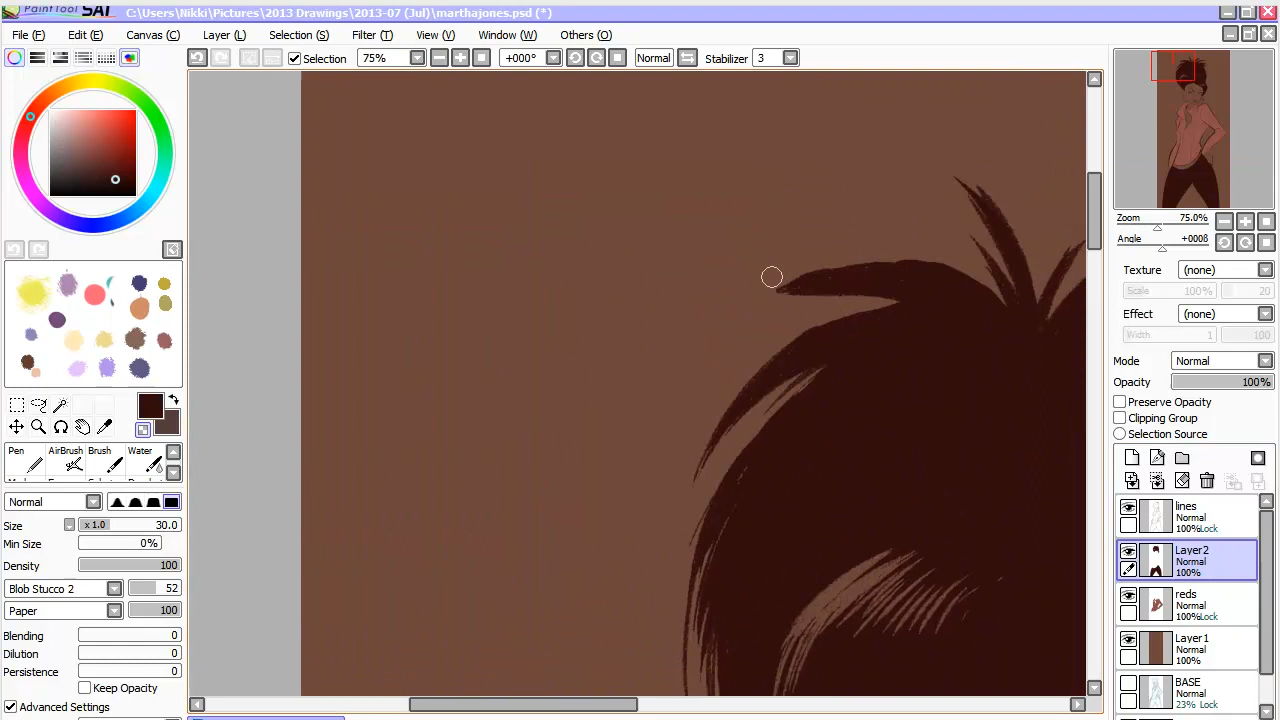 PaintTool SAI C:\Users\Nikki\Pictures\2013 Drawings\2013-07 (Jul)\marthajones.psd (*)
File (F) Edit (E) Canvas (C) Layer (L) Selection (S) Filter (T) View (V) Window (W) Others (O)
Selection 75% +000° Normal Stabilizer 3
Zoom 75.0%
Angle +000θ
Texture (none)
Scale 100% 20
Effect (none)
Width 1 100
Mode Normal
Opacity 100%
Preserve Opacity
Clipping Group
Selection Source
Pen AirBrush Brush Water
Normal
Size x 1.0 30.0
Min Size 0%
Density 100
Blob Stucco 2 52
Paper 100
Blending 0
Dilution 0
Persistence 0
Keep Opacity
Advanced Settings
lines
Normal
100%Lock
Layer2
Normal
100%
reds
Normal
100%Lock
Layer1
Normal
100%
BASE
Normal
23% Lock